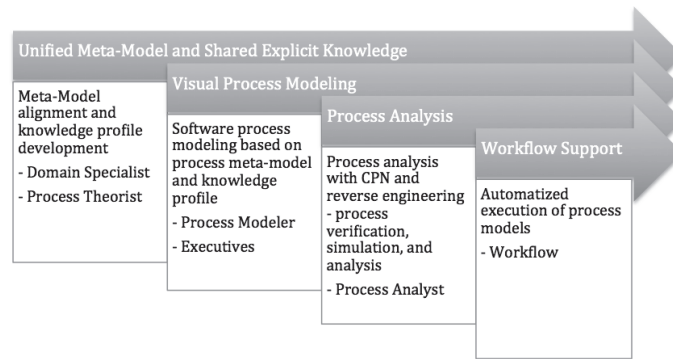 Unified Meta-Model and Shared Explicit Knowledge
Meta-Model
alignment and
knowledge profile
development
- Domain Specialist
- Process Theorist
Visual Process Modeling
Software process
modeling based on
process meta-model
and knowledge
profile
- Process Modeler
- Executives
Process Analysis
Process analysis
with CPN and
reverse engineering
- process
verification,
simulation, and
analysis
- Process Analyst
Workflow Support
Automatized
execution of process
models
- Workflow